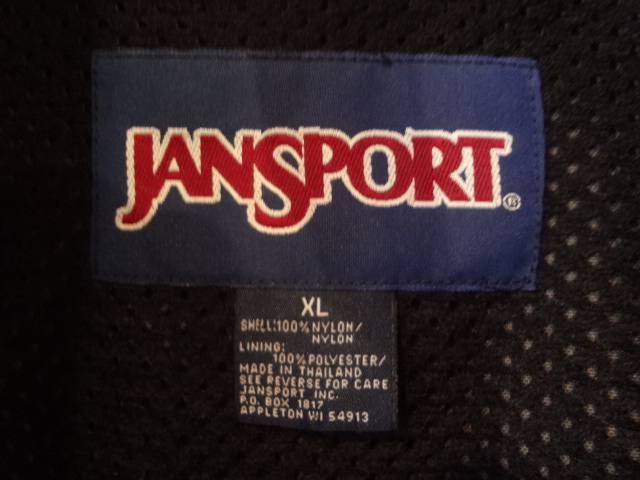 JANSPORT®
XL
SHELL:100% NYLON/
NYLON
LINING:
100% POLYESTER/
MADE IN THAILAND
SEE REVERSE FOR CARE
JANSPORT INC.
P.O. BOX 1817
APPLETON WI 54913